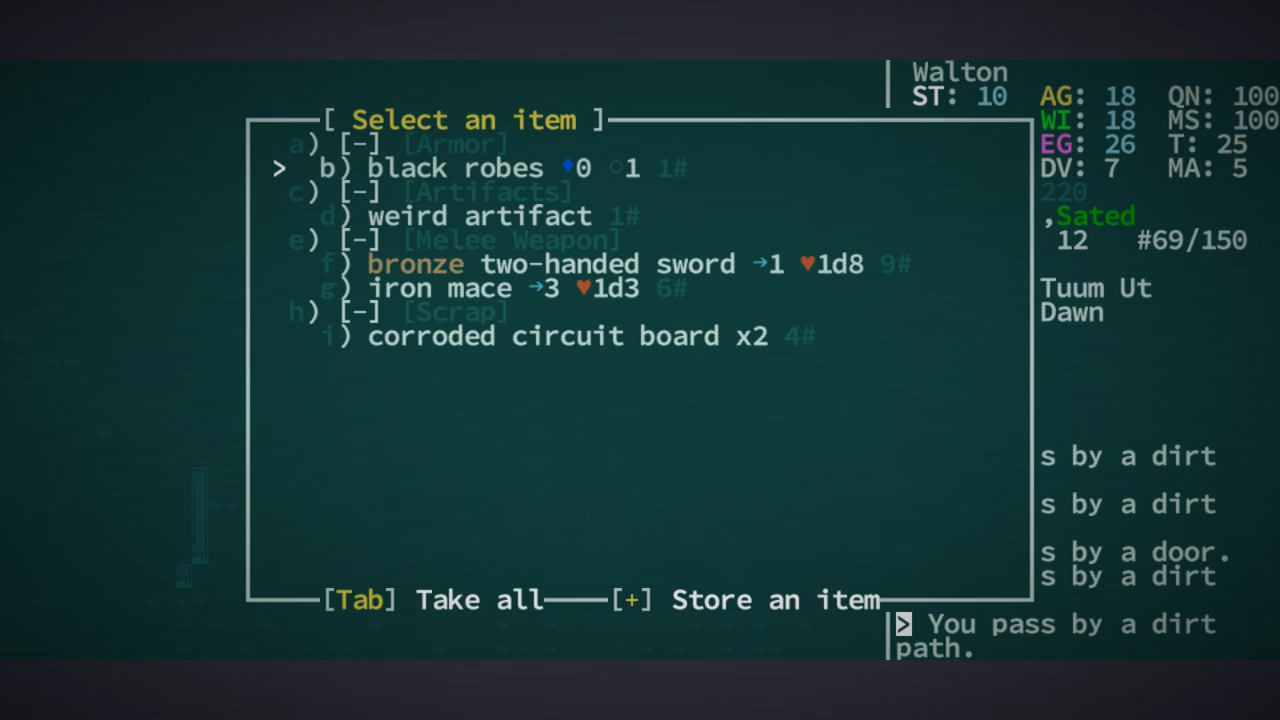 Walton
ST: 10 AG: 18 QN: 100
WI: 18 MS: 100
EG: 26 T: 25
DV: 7 MA: 5
220
,Sated
12 #69/150
Tuum Ut
Dawn
[ Select an item ]
a) [-] [Armor]
> b) black robes ♦0 ○1 1#
c) [-] [Artifacts]
d) weird artifact 1#
e) [-] [Melee Weapon]
f) bronze two-handed sword →1 ♥1d8 9#
g) iron mace →3 ♥1d3 6#
h) [-] [Scrap]
i) corroded circuit board x2 4#
[Tab] Take all [+] Store an item
s by a dirt
s by a dirt
s by a door.
s by a dirt
> You pass by a dirt
path.